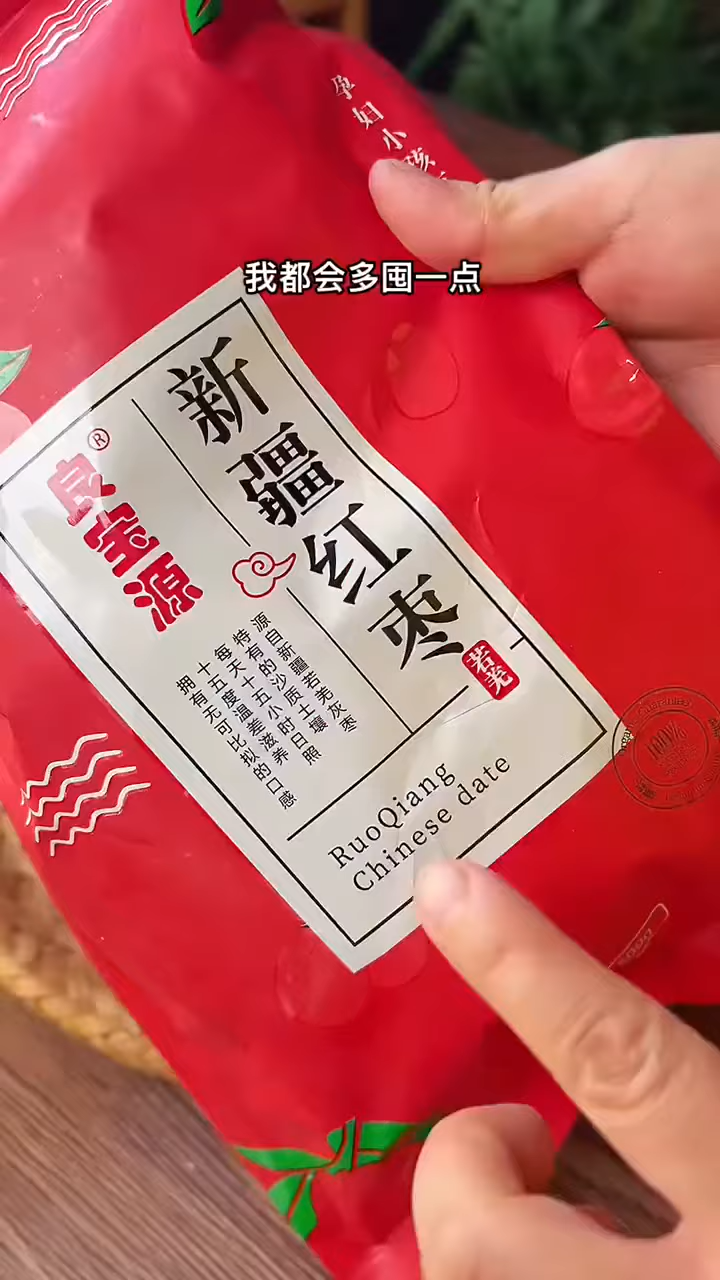 孕妇小孩
我都会多囤一点
新疆红枣
若羌
良宝源®
源自新疆若羌灰枣
特有的沙质土壤
每天十五小时日照
十五度温差滋养
拥有无可比拟的口感
RuoQiang
Chinese date
100%